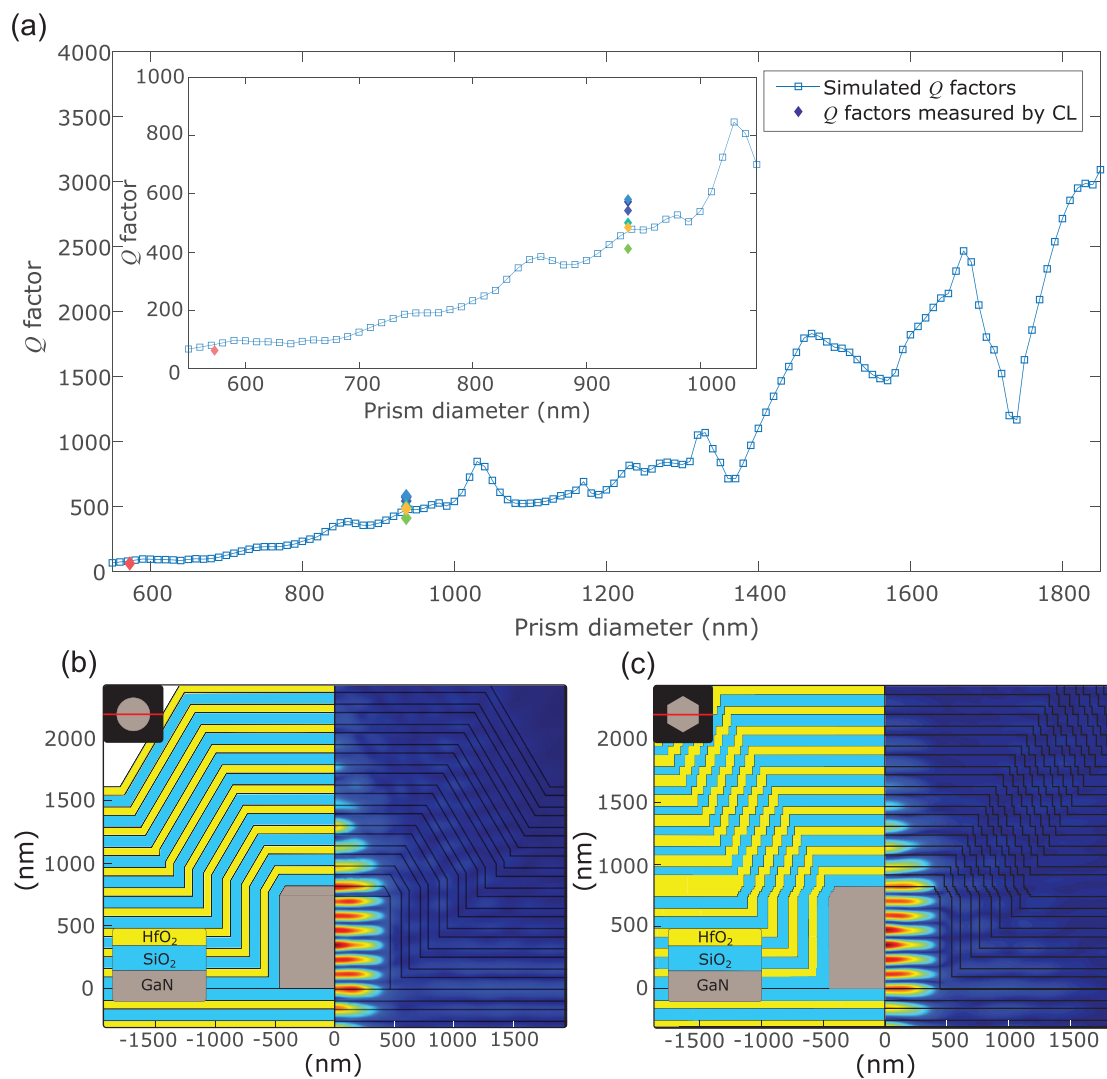 (a)
4000
3500
3000
2500
2000
1500
1000
500
0
Q factor
600 800 1000 1200 1400 1600 1800
Prism diameter (nm)
1000
800
600
400
200
0
Q factor
600 700 800 900 1000
Prism diameter (nm)
Simulated Q factors
Q factors measured by CL
(b)
2000
1500
1000
500
0
(nm)
HfO2
SiO2
GaN
-1500 -1000 -500 0 500 1000 1500
(nm)
(c)
2000
1500
1000
500
0
(nm)
HfO2
SiO2
GaN
-1500 -1000 -500 0 500 1000 1500
(nm)